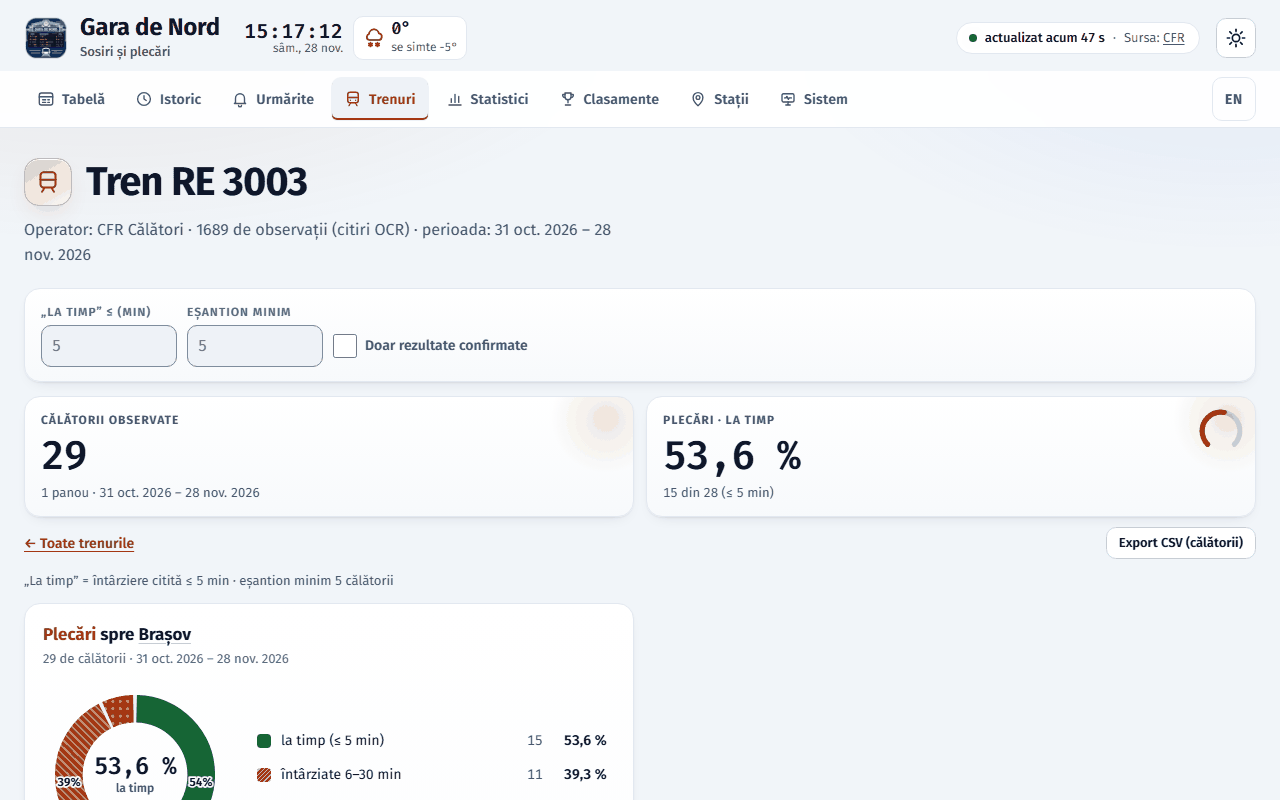 Gara de Nord
Sosiri și plecări
15:17:12
sâm., 28 nov.
0°
se simte -5°
actualizat acum 47 s · Sursa: CFR
Tabelă
Istoric
Urmărite
Trenuri
Statistici
Clasamente
Stații
Sistem
EN
Tren RE 3003
Operator: CFR Călători · 1689 de observații (citiri OCR) · perioada: 31 oct. 2026 – 28
nov. 2026
„LA TIMP” ≤ (MIN)
EȘANTION MINIM
5
5
Doar rezultate confirmate
CĂLĂTORII OBSERVATE
29
1 panou · 31 oct. 2026 – 28 nov. 2026
PLECĂRI · LA TIMP
53,6 %
15 din 28 (≤ 5 min)
← Toate trenurile
Export CSV (călătorii)
„La timp” = întârziere citită ≤ 5 min · eșantion minim 5 călătorii
Plecări spre Brașov
29 de călătorii · 31 oct. 2026 – 28 nov. 2026
53,6 %
la timp
39%
54%
la timp (≤ 5 min) 15 53,6 %
întârziate 6–30 min 11 39,3 %